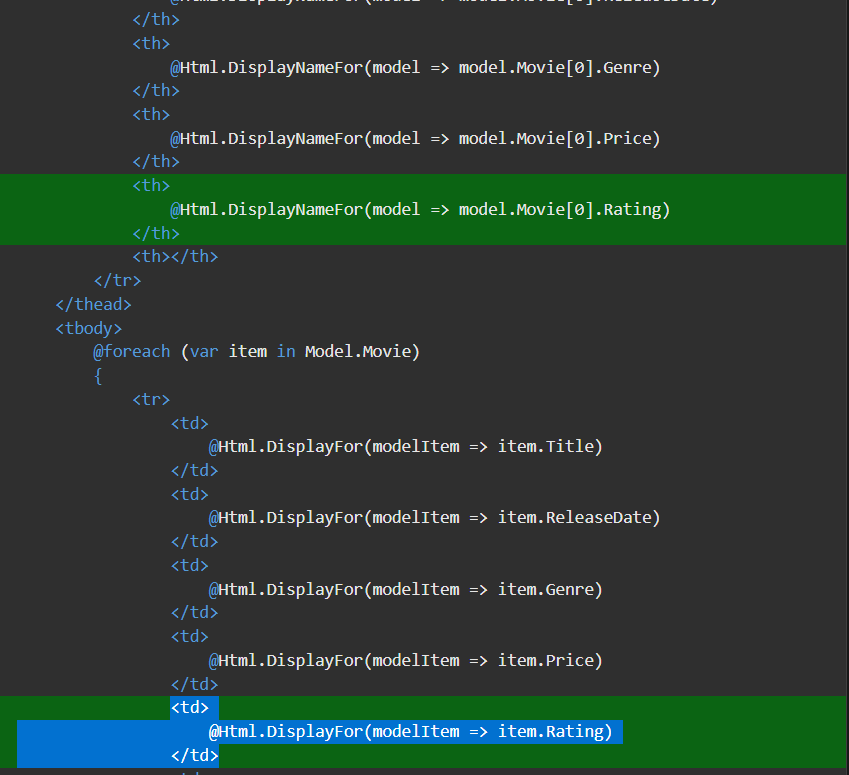 </th>
            <th>
                @Html.DisplayNameFor(model => model.Movie[0].Genre)
            </th>
            <th>
                @Html.DisplayNameFor(model => model.Movie[0].Price)
            </th>
            <th>
                @Html.DisplayNameFor(model => model.Movie[0].Rating)
            </th>
            <th></th>
        </tr>
    </thead>
    <tbody>
        @foreach (var item in Model.Movie)
        {
            <tr>
                <td>
                    @Html.DisplayFor(modelItem => item.Title)
                </td>
                <td>
                    @Html.DisplayFor(modelItem => item.ReleaseDate)
                </td>
                <td>
                    @Html.DisplayFor(modelItem => item.Genre)
                </td>
                <td>
                    @Html.DisplayFor(modelItem => item.Price)
                </td>
                <td>
                    @Html.DisplayFor(modelItem => item.Rating)
                </td>